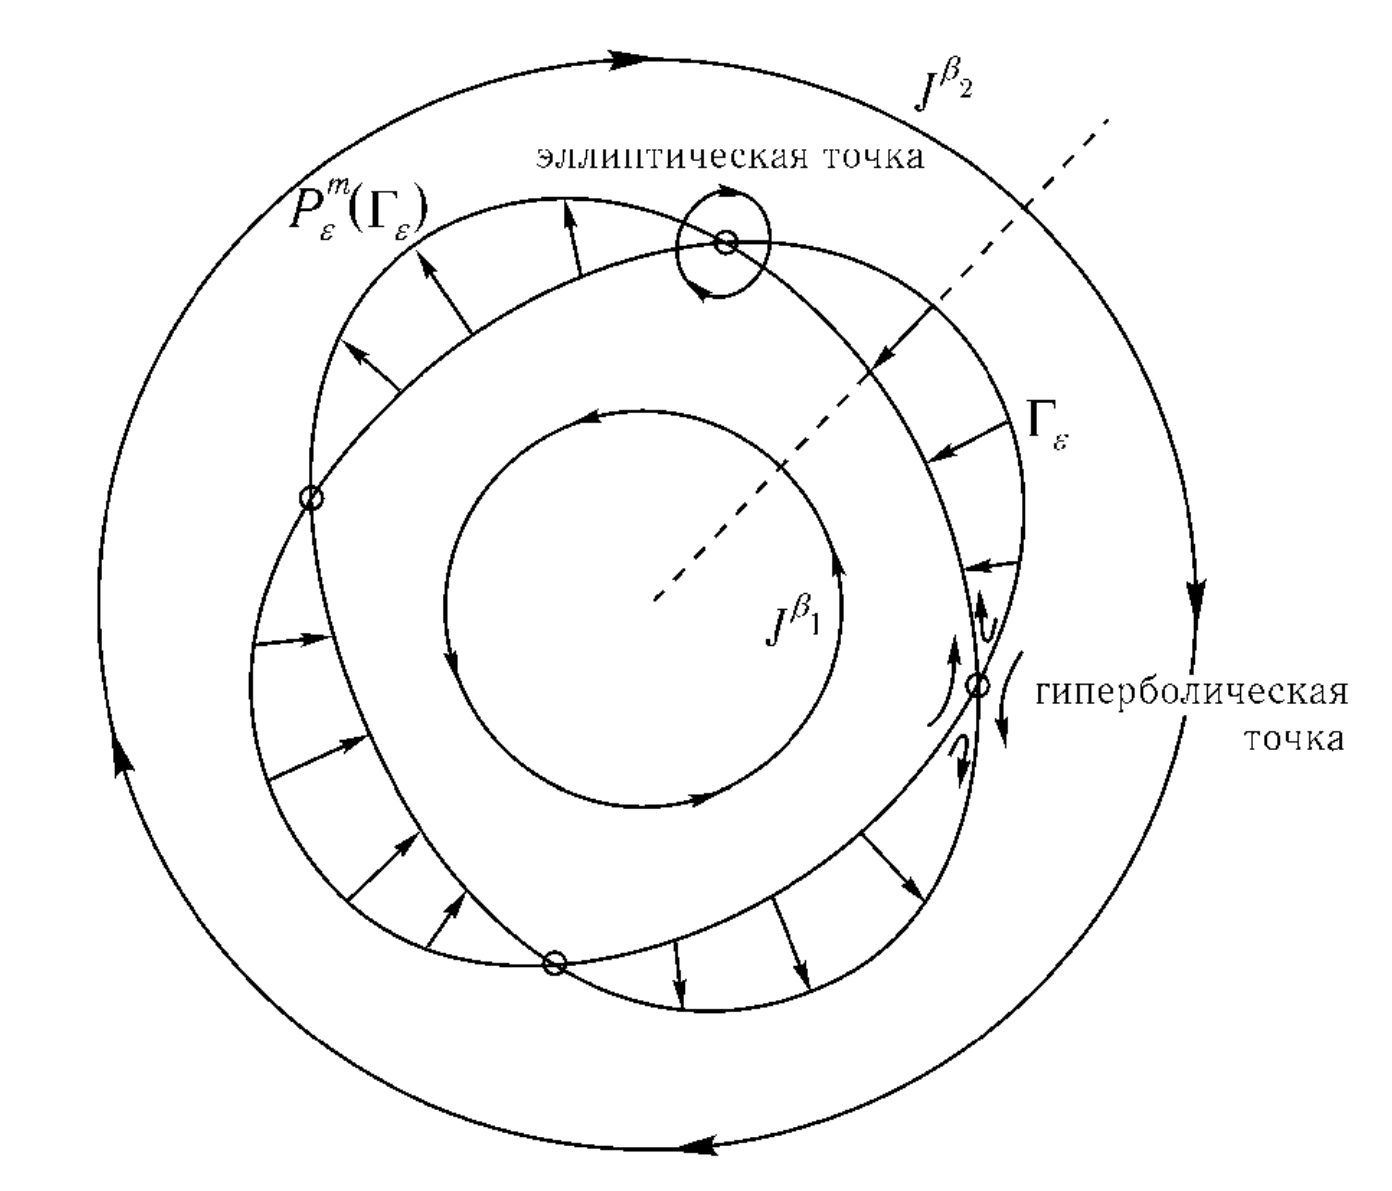 J^{β_2}
эллиптическая точка
P_ε^m(Γ_ε)
Γ_ε
J^{β_1}
гиперболическая
точка